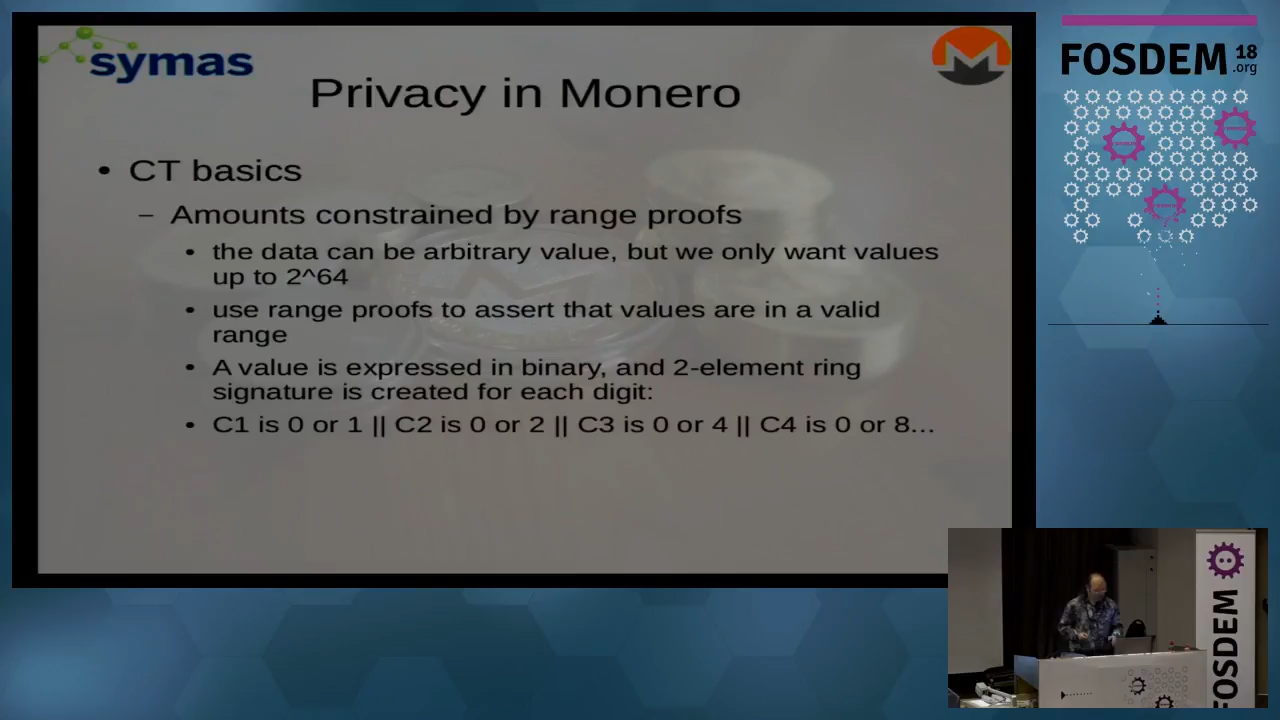 symas
Privacy in Monero
• CT basics
– Amounts constrained by range proofs
• the data can be arbitrary value, but we only want values
up to 2^64
• use range proofs to assert that values are in a valid
range
• A value is expressed in binary, and 2-element ring
signature is created for each digit:
• C1 is 0 or 1 || C2 is 0 or 2 || C3 is 0 or 4 || C4 is 0 or 8...
FOSDEM 18
.org
FOSDEM